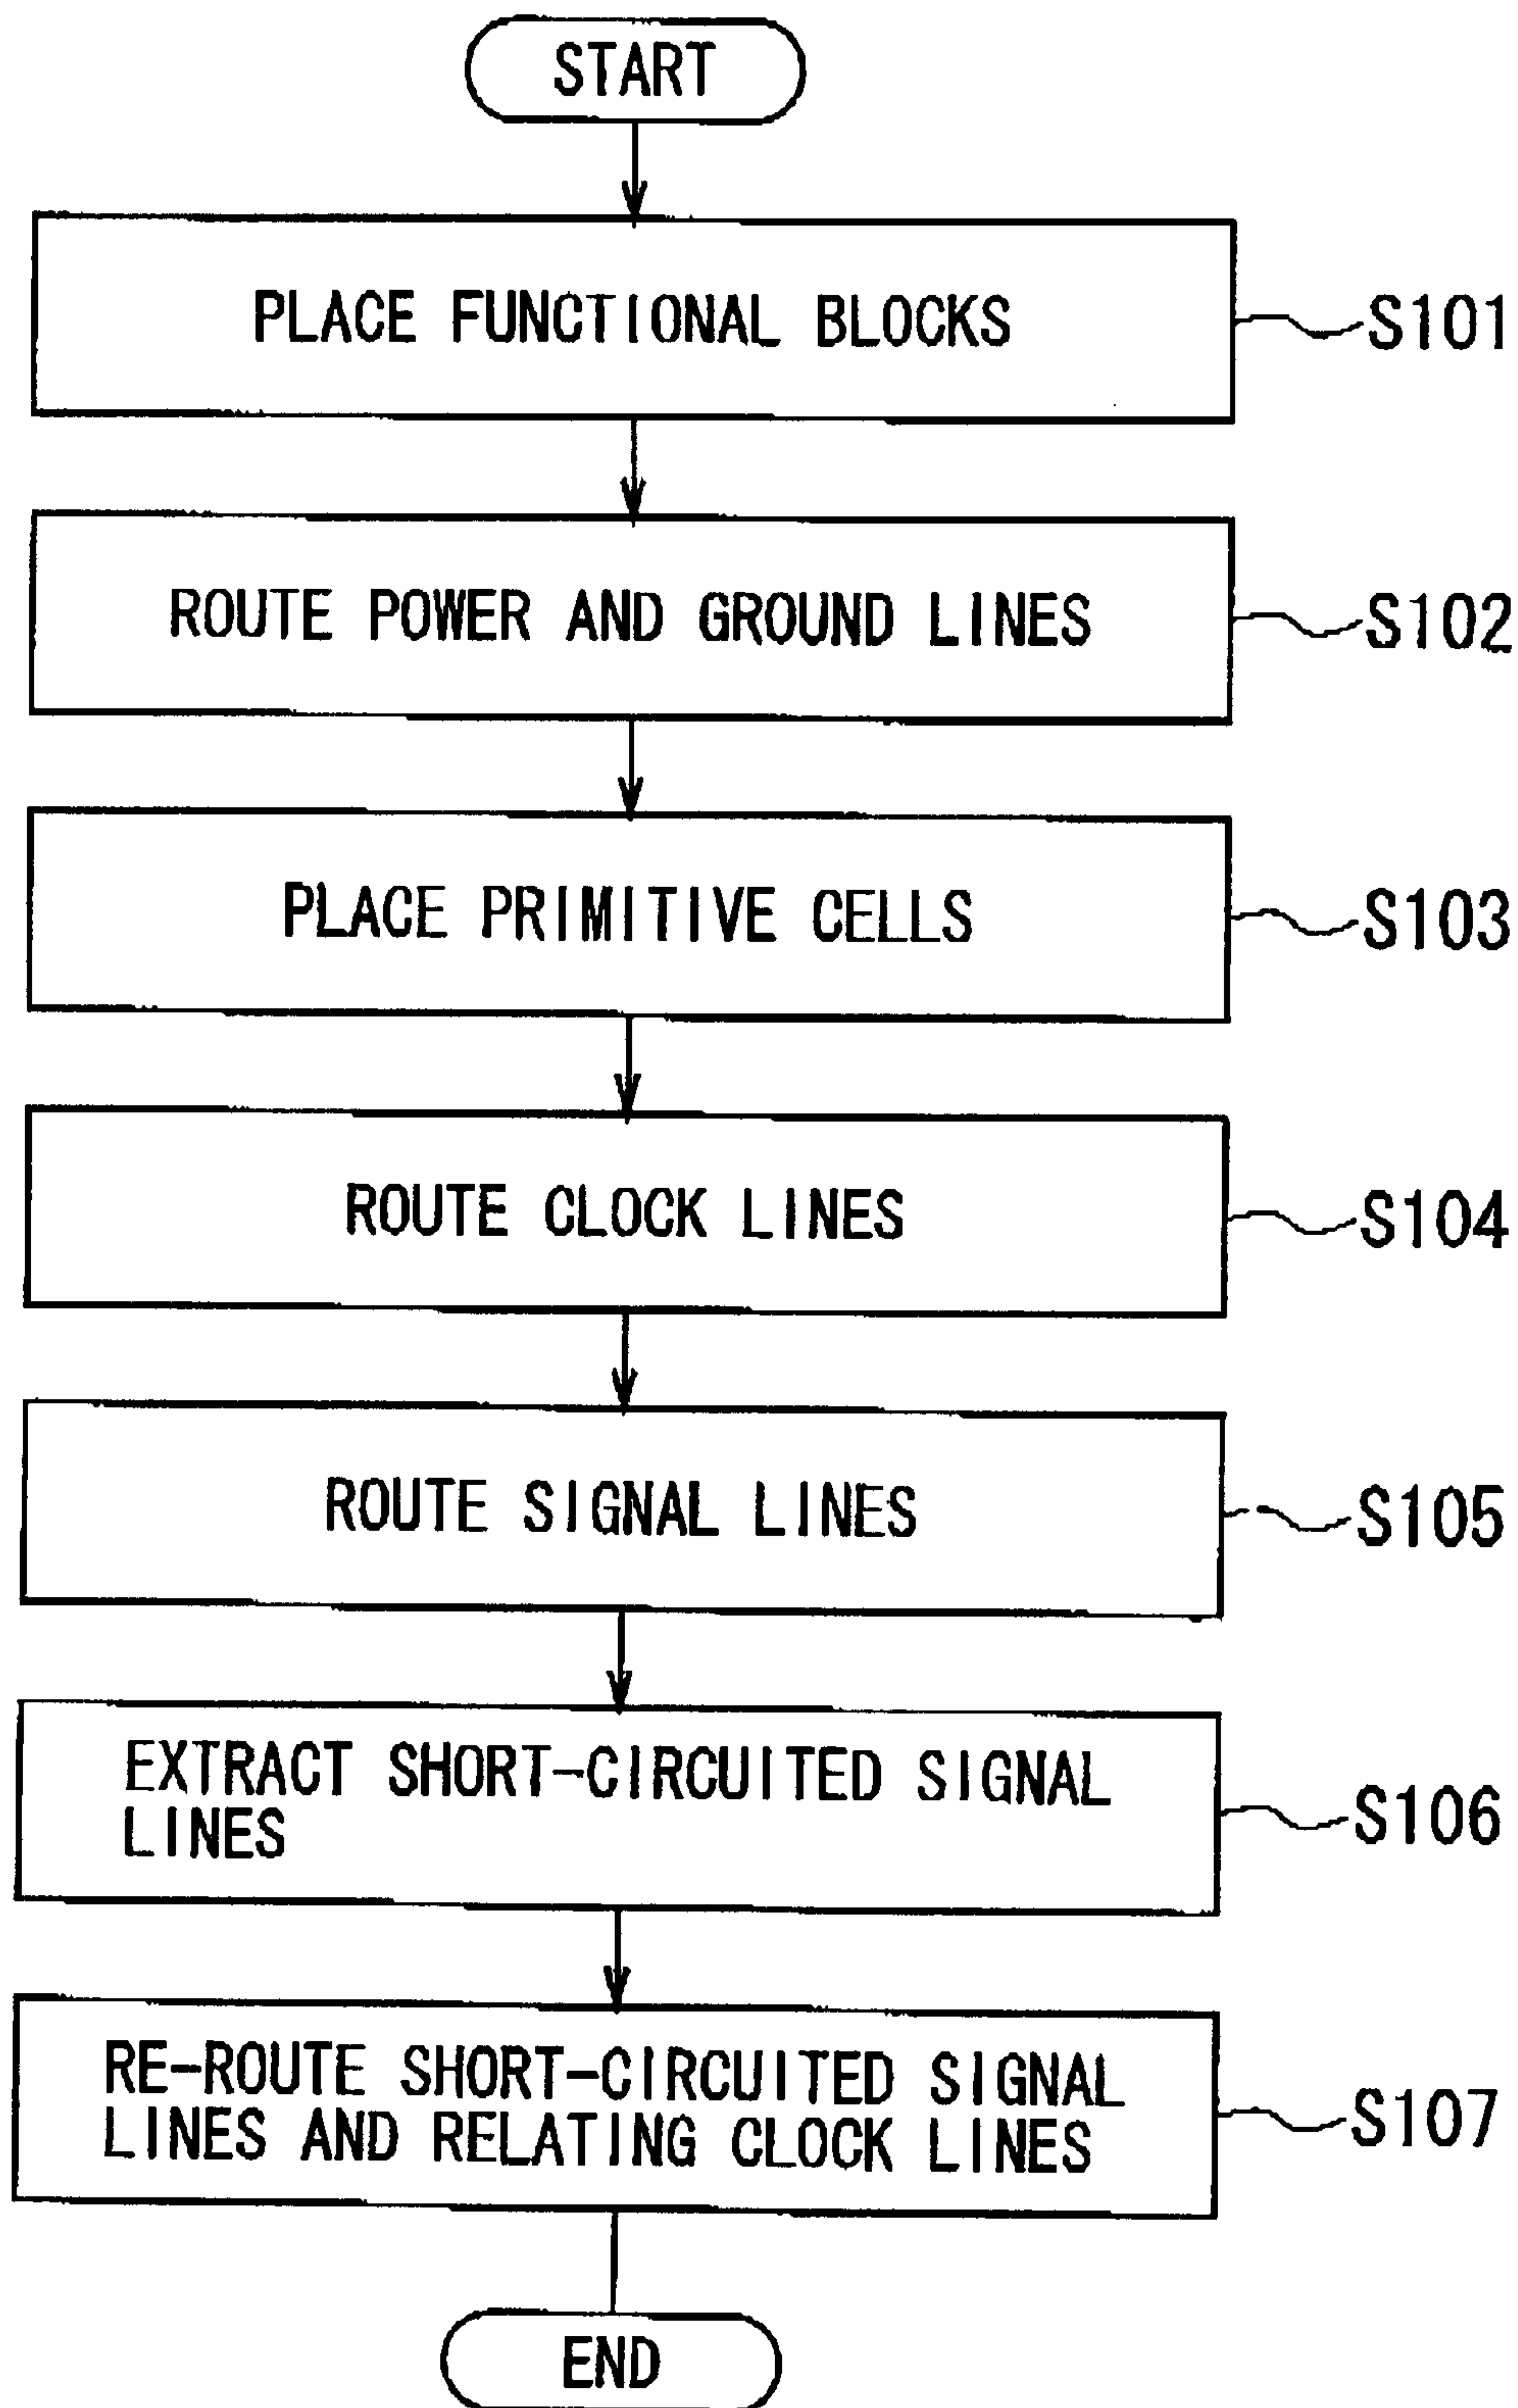 START
PLACE FUNCTIONAL BLOCKS
S101
ROUTE POWER AND GROUND LINES
S102
PLACE PRIMITIVE CELLS
S103
ROUTE CLOCK LINES
S104
ROUTE SIGNAL LINES
S105
EXTRACT SHORT-CIRCUITED SIGNAL
LINES
S106
RE-ROUTE SHORT-CIRCUITED SIGNAL
LINES AND RELATING CLOCK LINES
S107
END